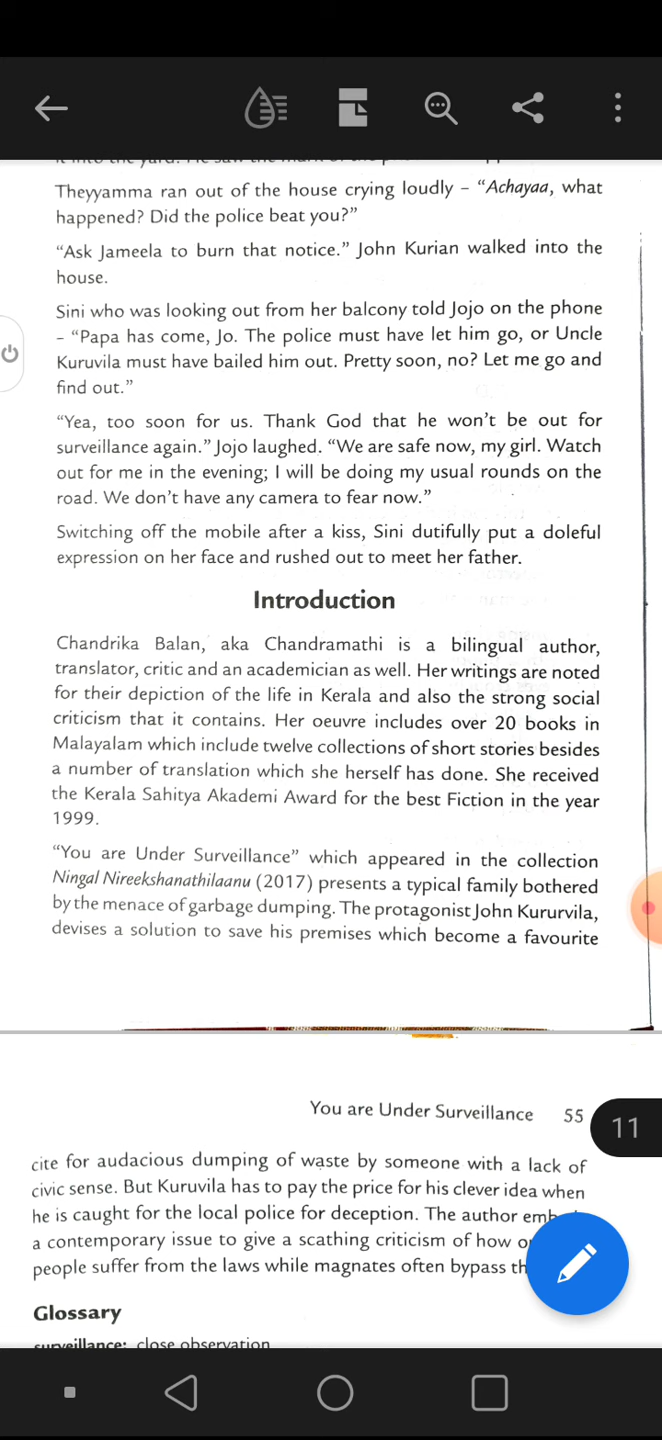 Theyyamma ran out of the house crying loudly – “Achayaa, what
happened? Did the police beat you?”
“Ask Jameela to burn that notice.” John Kurian walked into the
house.
Sini who was looking out from her balcony told Jojo on the phone
– “Papa has come, Jo. The police must have let him go, or Uncle
Kuruvila must have bailed him out. Pretty soon, no? Let me go and
find out.”
“Yea, too soon for us. Thank God that he won’t be out for
surveillance again.” Jojo laughed. “We are safe now, my girl. Watch
out for me in the evening; I will be doing my usual rounds on the
road. We don’t have any camera to fear now.”
Switching off the mobile after a kiss, Sini dutifully put a doleful
expression on her face and rushed out to meet her father.
Introduction
Chandrika Balan, aka Chandramathi is a bilingual author,
translator, critic and an academician as well. Her writings are noted
for their depiction of the life in Kerala and also the strong social
criticism that it contains. Her oeuvre includes over 20 books in
Malayalam which include twelve collections of short stories besides
a number of translation which she herself has done. She received
the Kerala Sahitya Akademi Award for the best Fiction in the year
1999.
“You are Under Surveillance” which appeared in the collection
Ningal Nireekshanathilaanu (2017) presents a typical family bothered
by the menace of garbage dumping. The protagonist John Kururvila,
devises a solution to save his premises which become a favourite
You are Under Surveillance 55
11
cite for audacious dumping of waste by someone with a lack of
civic sense. But Kuruvila has to pay the price for his clever idea when
he is caught for the local police for deception. The author
a contemporary issue to give a scathing criticism of how
people suffer from the laws while magnates often bypass
Glossary
surveillance: close observation